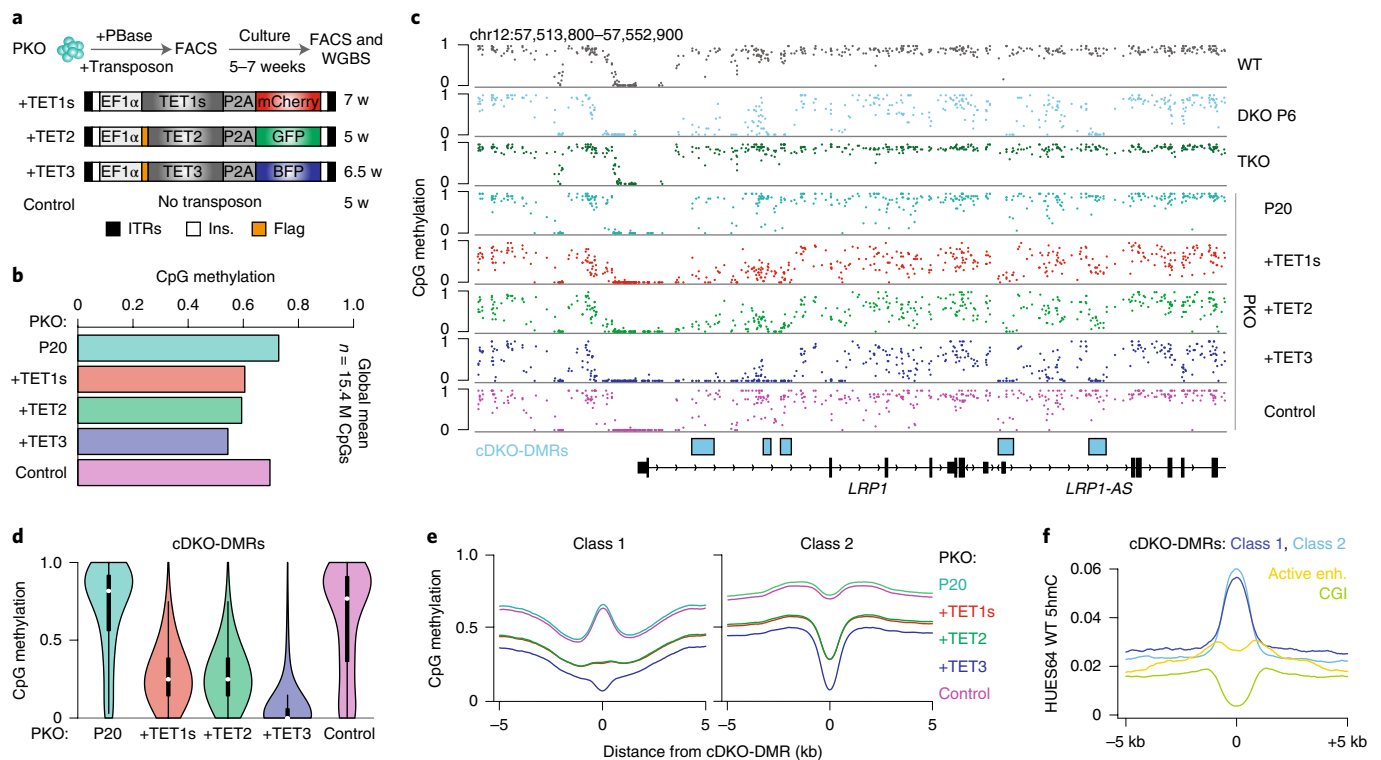 a
PKO
+PBase
+Transposon
FACS
Culture
5–7 weeks
FACS and
WGBS
+TET1s EF1α TET1s P2A mCherry 7 w
+TET2 EF1α TET2 P2A GFP 5 w
+TET3 EF1α TET3 P2A BFP 6.5 w
Control No transposon 5 w
ITRs Ins. Flag
b
CpG methylation
0 0.2 0.4 0.6 0.8 1.0
PKO:
P20
+TET1s
+TET2
+TET3
Control
Global mean
n = 15.4 M CpGs
c
chr12:57,513,800–57,552,900
CpG methylation
1
0
WT
1
0
DKO P6
1
0
TKO
1
0
P20
1
0
+TET1s
1
0
+TET2
1
0
+TET3
1
0
Control
PKO
cDKO-DMRs
LRP1 LRP1-AS
d
cDKO-DMRs
CpG methylation
1.0
0.5
0
PKO: P20 +TET1s +TET2 +TET3 Control
e
Class 1 Class 2
CpG methylation
1.0
0.5
0
–5 0 5 –5 0 5
Distance from cDKO-DMR (kb)
PKO:
P20
+TET1s
+TET2
+TET3
Control
f
cDKO-DMRs: Class 1, Class 2
Active enh.
CGI
HUES64 WT 5hmC
0.06
0.04
0.02
0
–5 kb 0 +5 kb